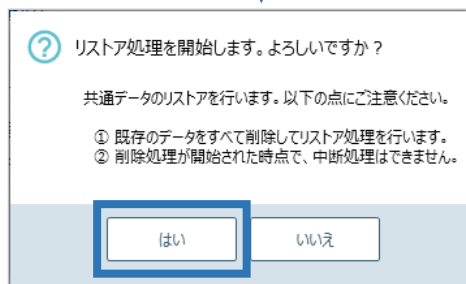 リストア処理を開始します。よろしいですか？
共通データのリストアを行います。以下の点にご注意ください。
① 既存のデータをすべて削除してリストア処理を行います。
② 削除処理が開始された時点で、中断処理はできません。
はい
いいえ